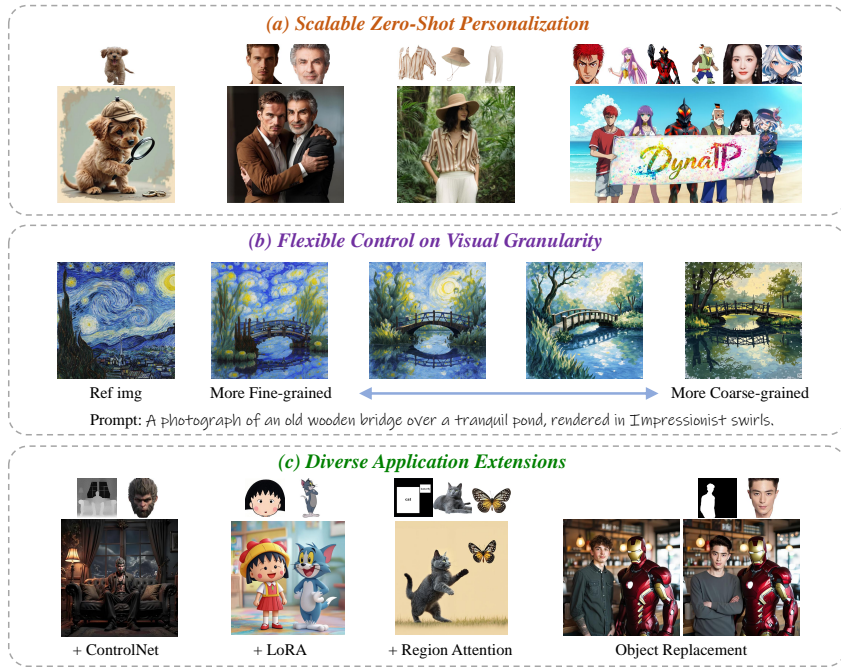 (a) Scalable Zero-Shot Personalization
DynaIP
(b) Flexible Control on Visual Granularity
Ref img
More Fine-grained
More Coarse-grained
Prompt: A photograph of an old wooden bridge over a tranquil pond, rendered in Impressionist swirls.
(c) Diverse Application Extensions
cat
+ ControlNet
+ LoRA
+ Region Attention
Object Replacement